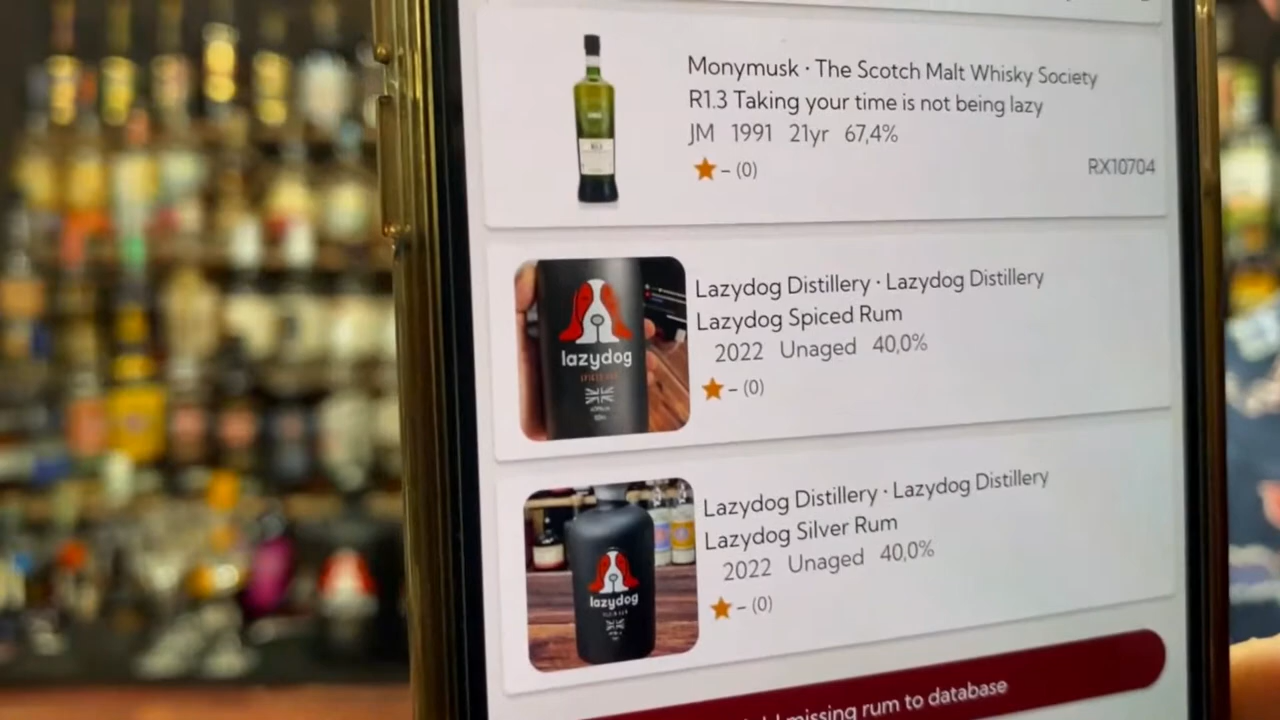 Monymusk · The Scotch Malt Whisky Society
R1.3 Taking your time is not being lazy
JM 1991 21yr 67,4%
– (0)
RX10704
lazydog
Lazydog Distillery · Lazydog Distillery
Lazydog Spiced Rum
2022 Unaged 40,0%
– (0)
lazydog
Lazydog Distillery · Lazydog Distillery
Lazydog Silver Rum
2022 Unaged 40,0%
– (0)
missing rum to database